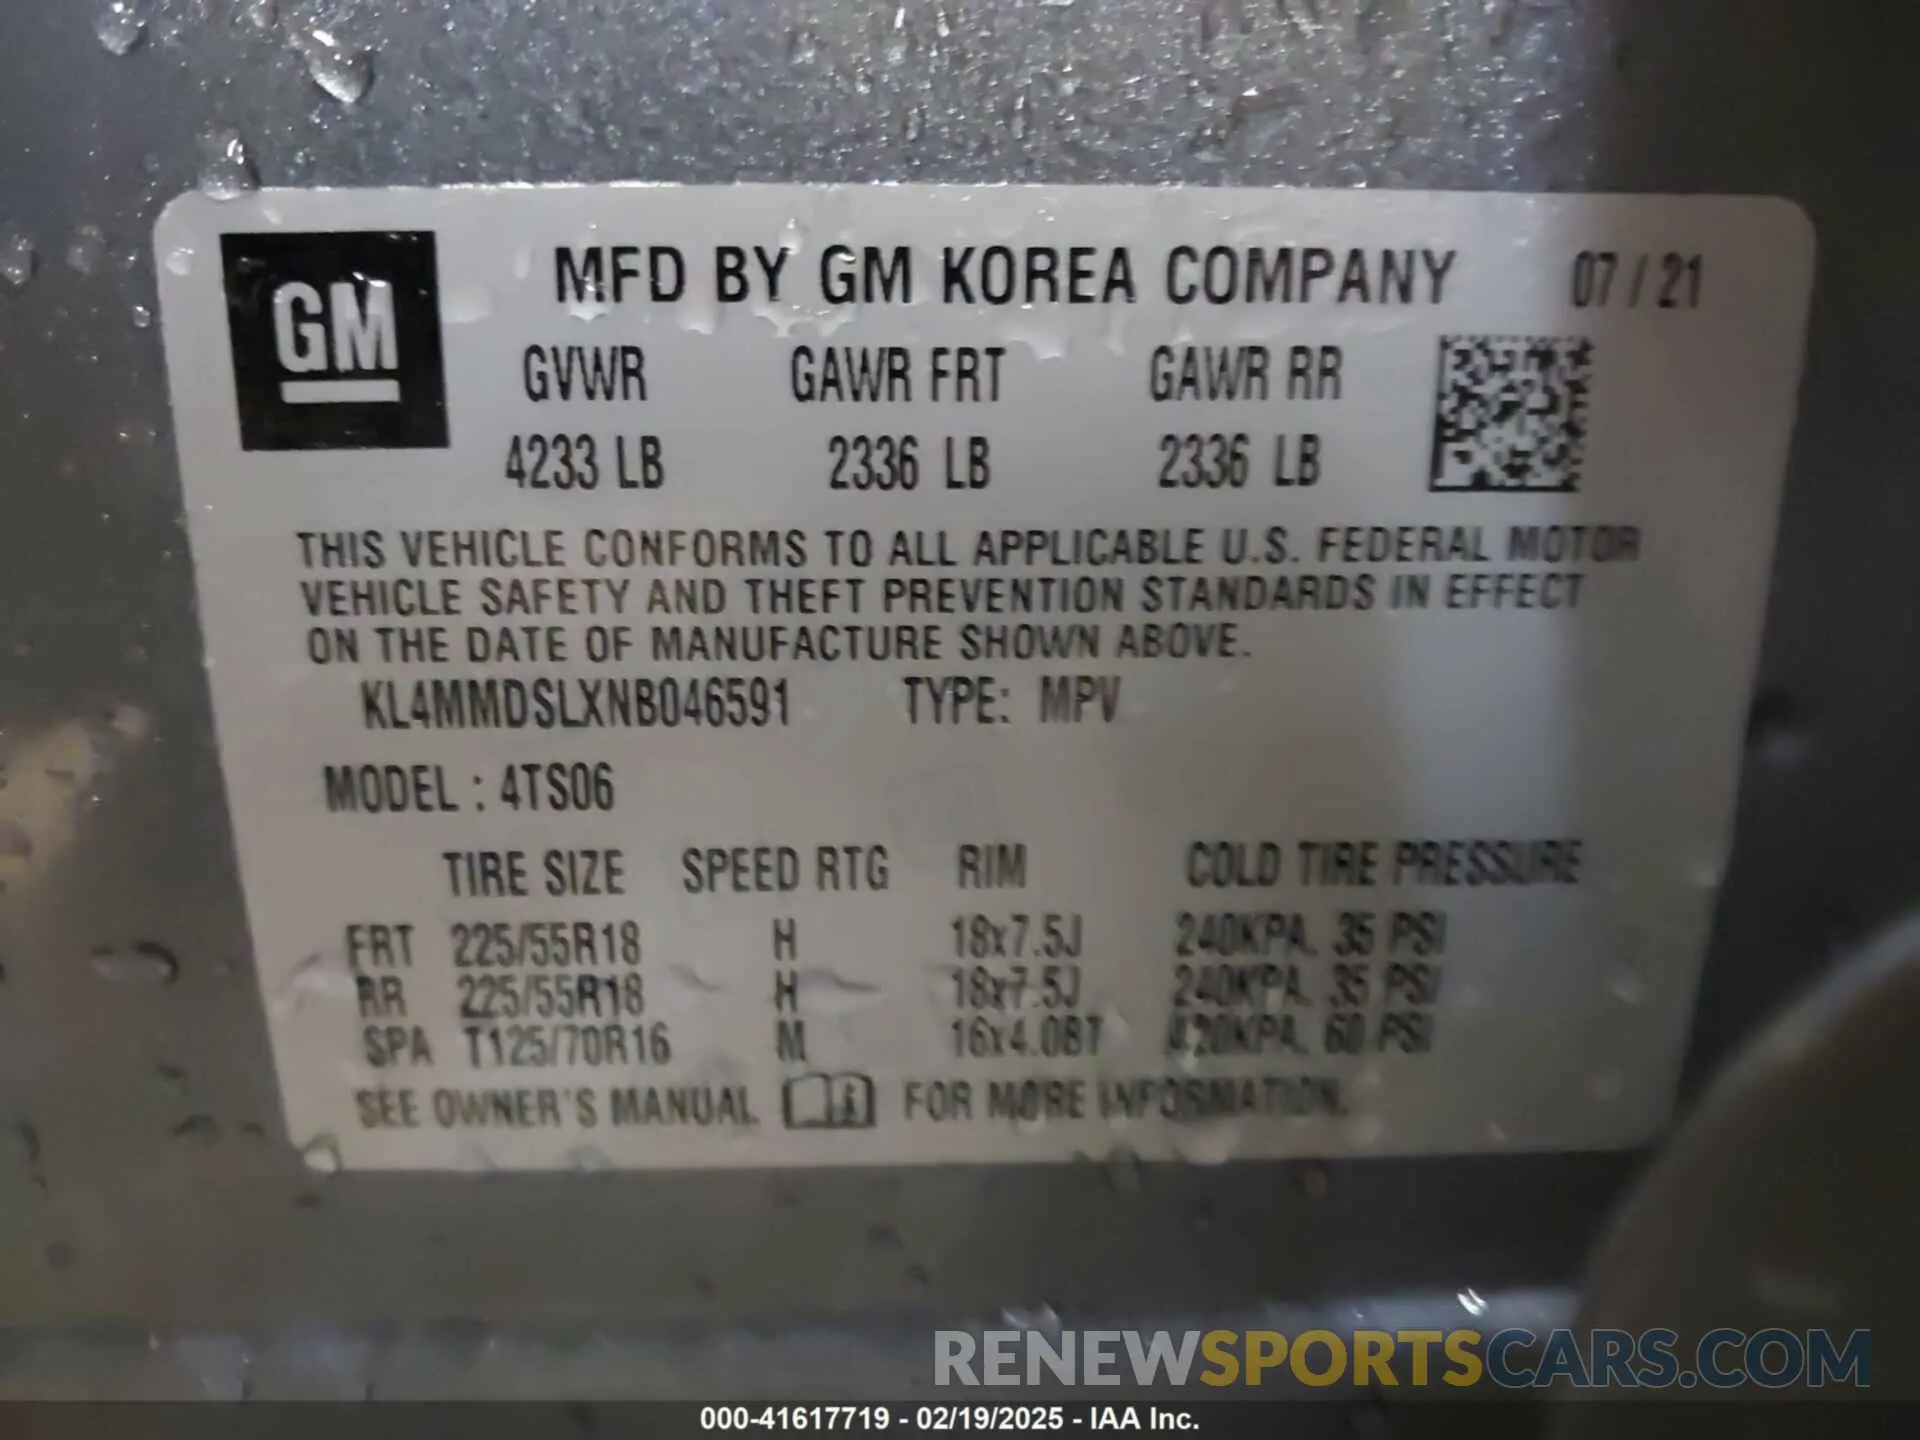 GM
MFD BY GM KOREA COMPANY 07 / 21
GVWR GAWR FRT GAWR RR
4233 LB 2336 LB 2336 LB
THIS VEHICLE CONFORMS TO ALL APPLICABLE U.S. FEDERAL MOTOR
VEHICLE SAFETY AND THEFT PREVENTION STANDARDS IN EFFECT
ON THE DATE OF MANUFACTURE SHOWN ABOVE.
KL4MMDSLXNB046591 TYPE: MPV
MODEL : 4TS06
TIRE SIZE SPEED RTG RIM COLD TIRE PRESSURE
FRT 225/55R18 H 18x7.5J 240KPA, 35 PSI
RR 225/55R18 H 18x7.5J 240KPA, 35 PSI
SPA T125/70R16 M 16x4.0BT 420KPA, 60 PSI
SEE OWNER'S MANUAL FOR MORE INFORMATION.
RENEWSPORTSCARS.COM
000-41617719 - 02/19/2025 - IAA Inc.